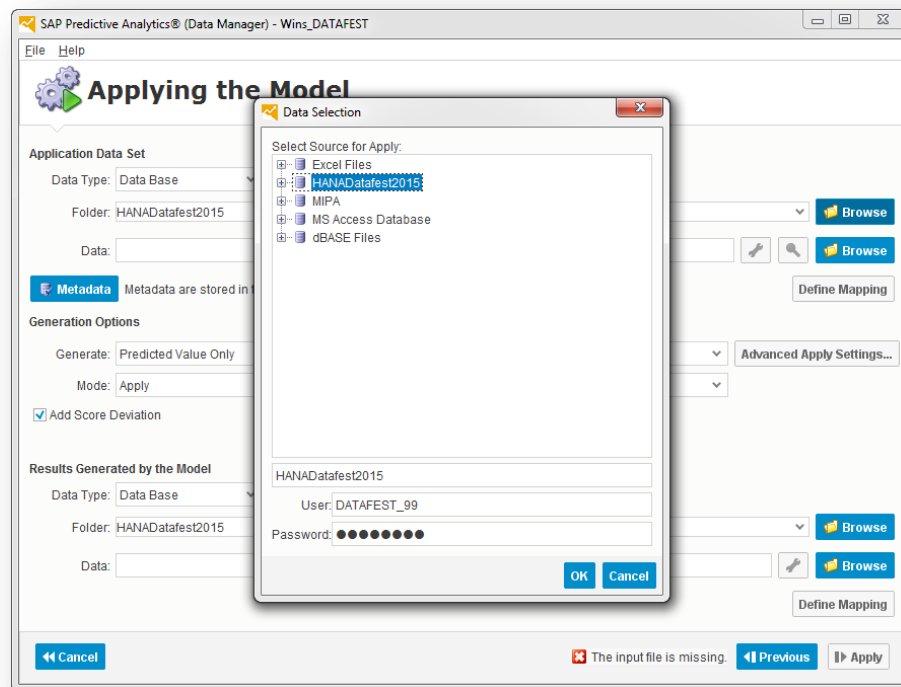 SAP Predictive Analytics® (Data Manager) - Wins_DATAFEST
File Help
Applying the Model
Application Data Set
Data Type: Data Base
Folder: HANADatafest2015 Browse
Data: Browse
Metadata Metadata are stored in Define Mapping
Generation Options
Generate: Predicted Value Only Advanced Apply Settings...
Mode: Apply
Add Score Deviation
Results Generated by the Model
Data Type: Data Base
Folder: HANADatafest2015 Browse
Data: Browse
Define Mapping
Cancel The input file is missing. Previous Apply
Data Selection
Select Source for Apply:
Excel Files
HANADatafest2015
MIPA
MS Access Database
dBASE Files
HANADatafest2015
User: DATAFEST_99
Password: ●●●●●●●●
OK Cancel